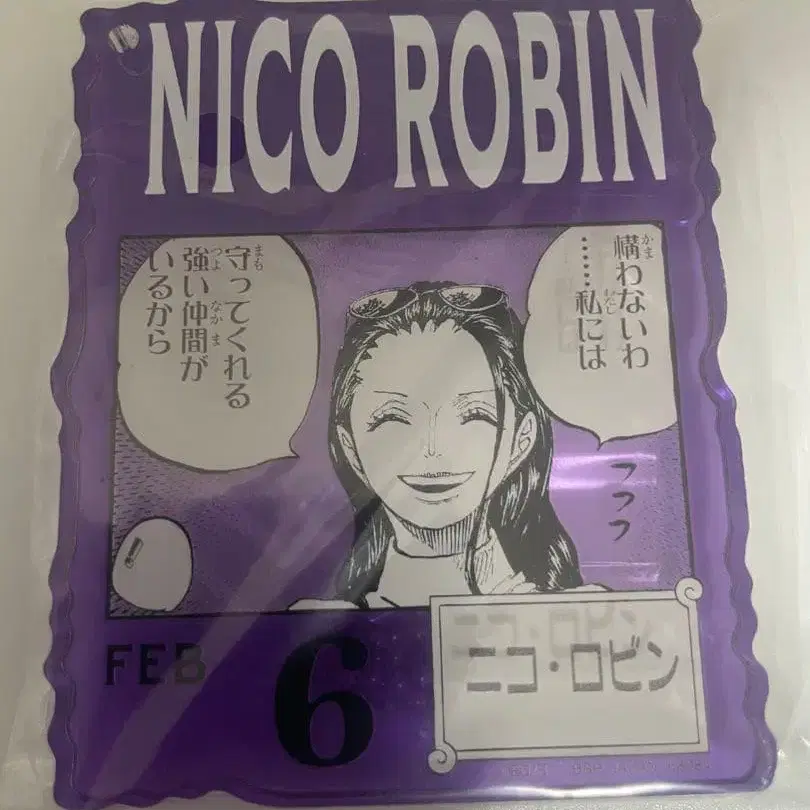 NICO ROBIN
構わないわ
……私には
守ってくれる
強い仲間が
いるから
フフフ
FEB 6
ニコ・ロビン